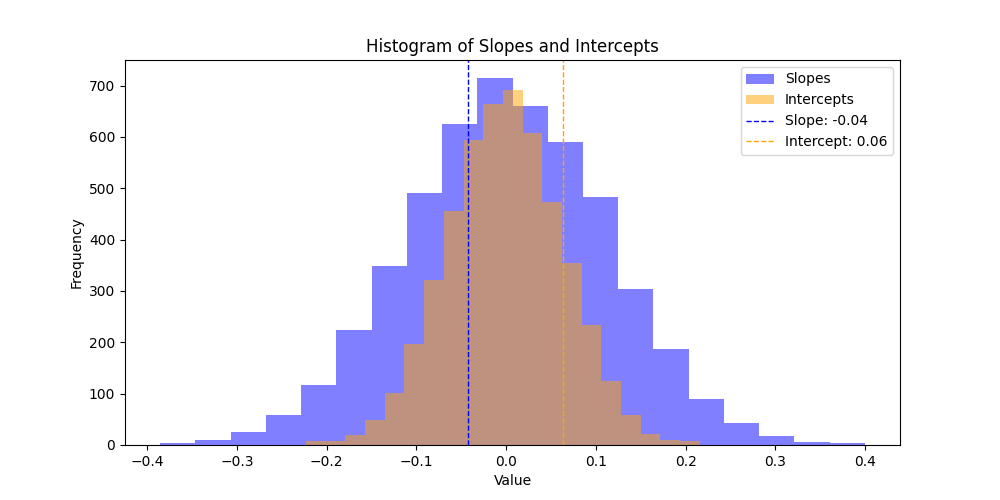 Histogram of Slopes and Intercepts
Frequency
700
600
500
400
300
200
100
0
−0.4
−0.3
−0.2
−0.1
0.0
0.1
0.2
0.3
0.4
Value
Slopes
Intercepts
Slope: -0.04
Intercept: 0.06